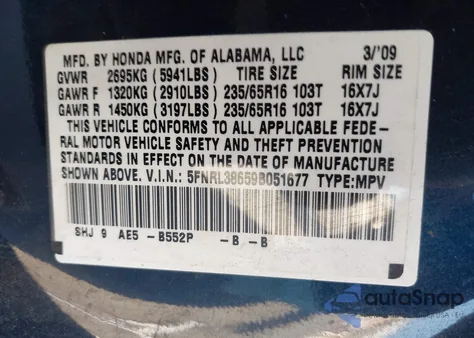 MFD. BY HONDA MFG. OF ALABAMA, LLC 3/'09
GVWR 2695KG (5941LBS) TIRE SIZE RIM SIZE
GAWR F 1320KG (2910LBS) 235/65R16 103T 16X7J
GAWR R 1450KG (3197LBS) 235/65R16 103T 16X7J
THIS VEHICLE CONFORMS TO ALL APPLICABLE FEDE-
RAL MOTOR VEHICLE SAFETY AND THEFT PREVENTION
STANDARDS IN EFFECT ON THE DATE OF MANUFACTURE
SHOWN ABOVE. V.I.N.: 5FNRL38659B051677 TYPE:MPV
SHJ 9 AE5 -B552P -B -B
autoSnap